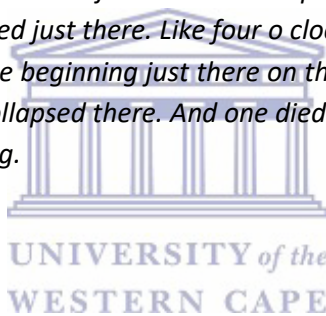 ed just there. Like four o cloc
e beginning just there on th
llapsed there. And one died
g.
UNIVERSITY of the
WESTERN CAPE